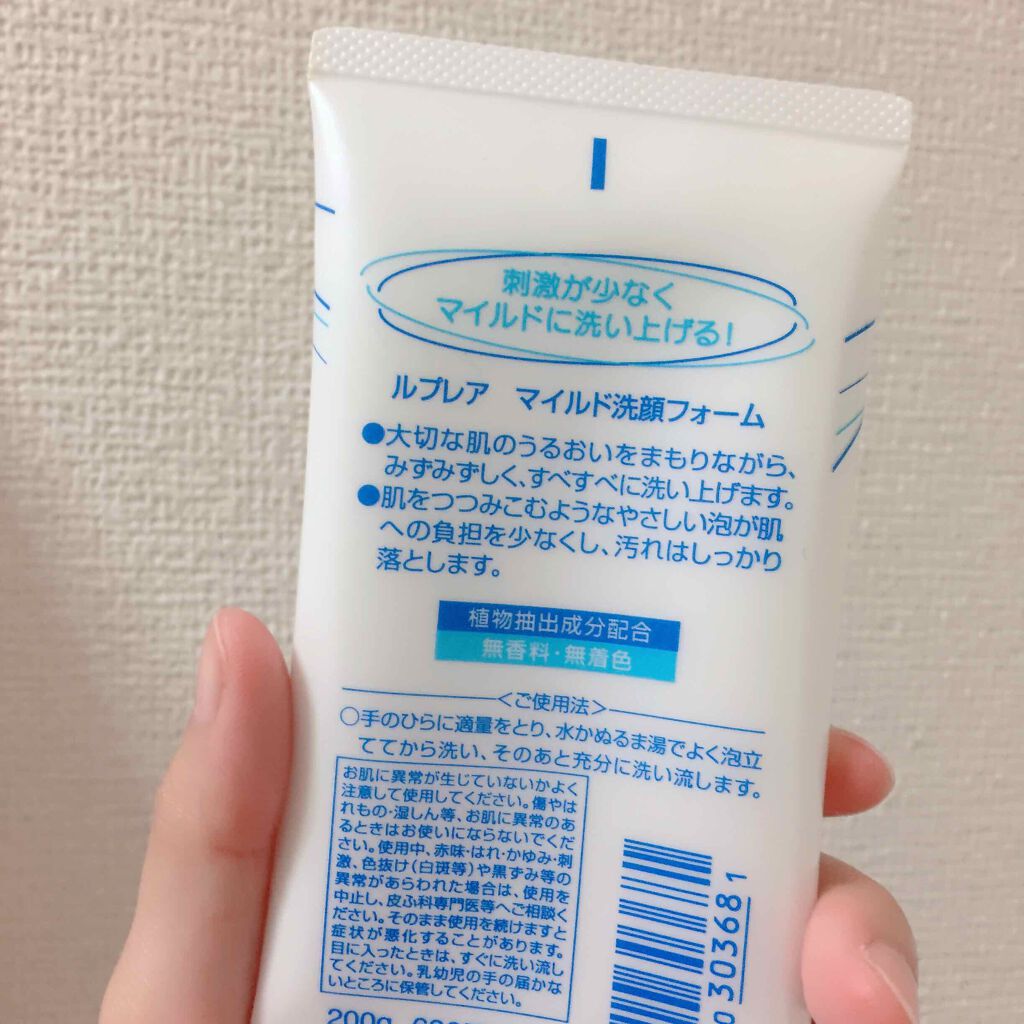 刺激が少なく
マイルドに洗い上げる!
ルプレア マイルド洗顔フォーム
●大切な肌のうるおいをまもりながら、
みずみずしく、すべすべに洗い上げます。
●肌をつつみこむようなやさしい泡が肌
への負担を少なくし、汚れはしっかり
落とします。
植物抽出成分配合
無香料・無着色
<ご使用法>
○手のひらに適量をとり、水かぬるま湯でよく泡立
ててから洗い、そのあと充分に洗い流します。
お肌に異常が生じていないかよく
注意して使用してください。傷やは
れもの・湿しん等、お肌に異常のあ
るときはお使いにならないでくだ
さい。使用中、赤味・はれ・かゆみ・刺
激、色抜け(白斑等)や黒ずみ等の
異常があらわれた場合は、使用を
中止し、皮ふ科専門医等へご相談く
ださい。そのまま使用を続けますと
症状が悪化することがあります。
目に入ったときは、すぐに洗い流し
てください。乳幼児の手の届かな
いところに保管してください。
200g
303681